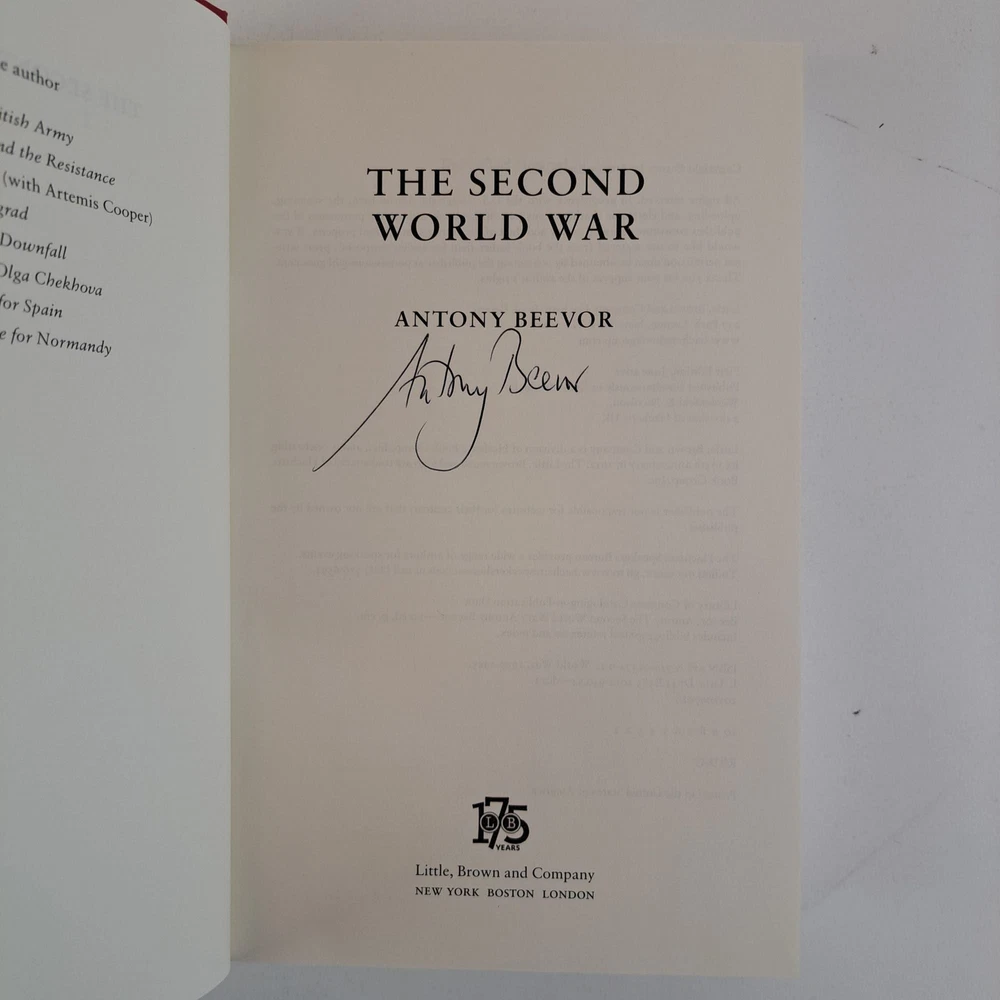 e author
itish Army
nd the Resistance
(with Artemis Cooper)
grad
Downfall
Olga Chekhova
for Spain
e for Normandy
THE SECOND
WORLD WAR
ANTONY BEEVOR
Antony Beevor
175
LB
YEARS
Little, Brown and Company
NEW YORK BOSTON LONDON